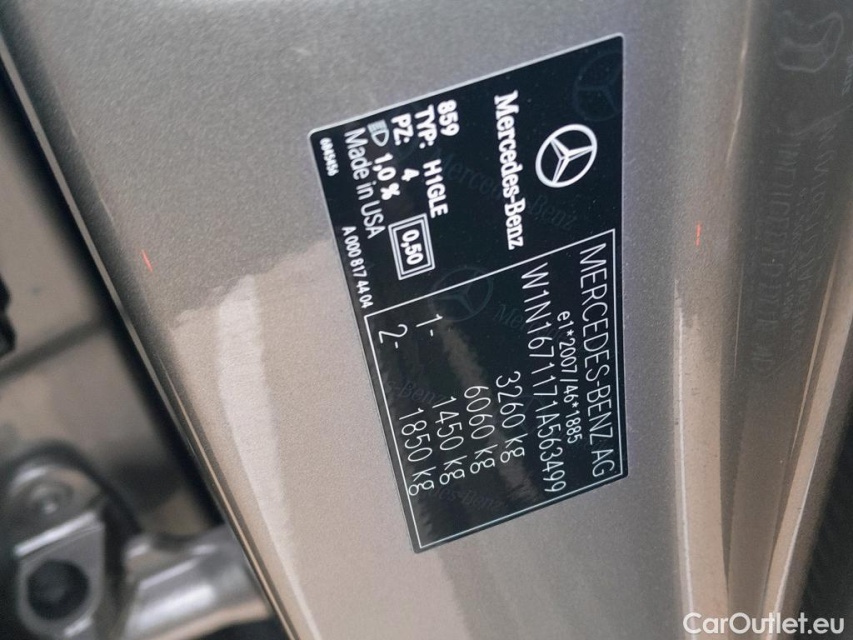 Mercedes-Benz
859
TYP: H1GLE
PZ: 4
1,0 %
0,50
Made in USA
A 000 817 44 04
MERCEDES-BENZ AG
e1*2007/46*1885
W1N1671171A563499
3260 kg
6060 kg
1- 1450 kg
2- 1850 kg
CarOutlet.eu